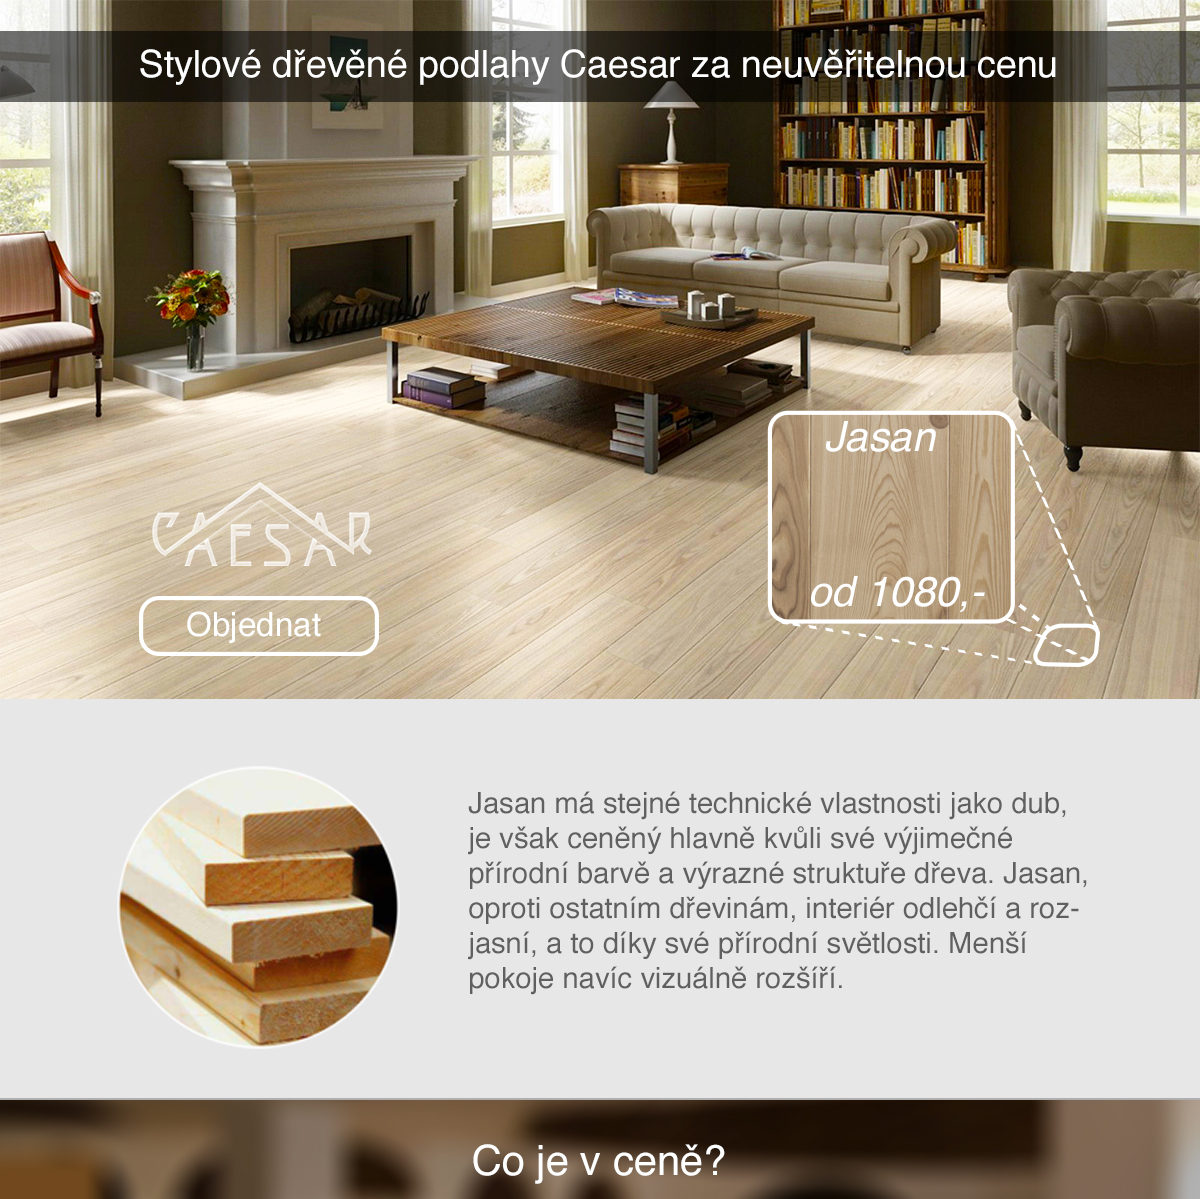 Stylové dřevěné podlahy Caesar za neuvěřitelnou cenu
Jasan
od 1080,-
CAESAR
Objednat
Jasan má stejné technické vlastnosti jako dub,
je však ceněný hlavně kvůli své výjimečné
přírodní barvě a výrazné struktuře dřeva. Jasan,
oproti ostatním dřevinám, interiér odlehčí a roz-
jasní, a to díky své přírodní světlosti. Menší
pokoje navíc vizuálně rozšíří.
Co je v ceně?